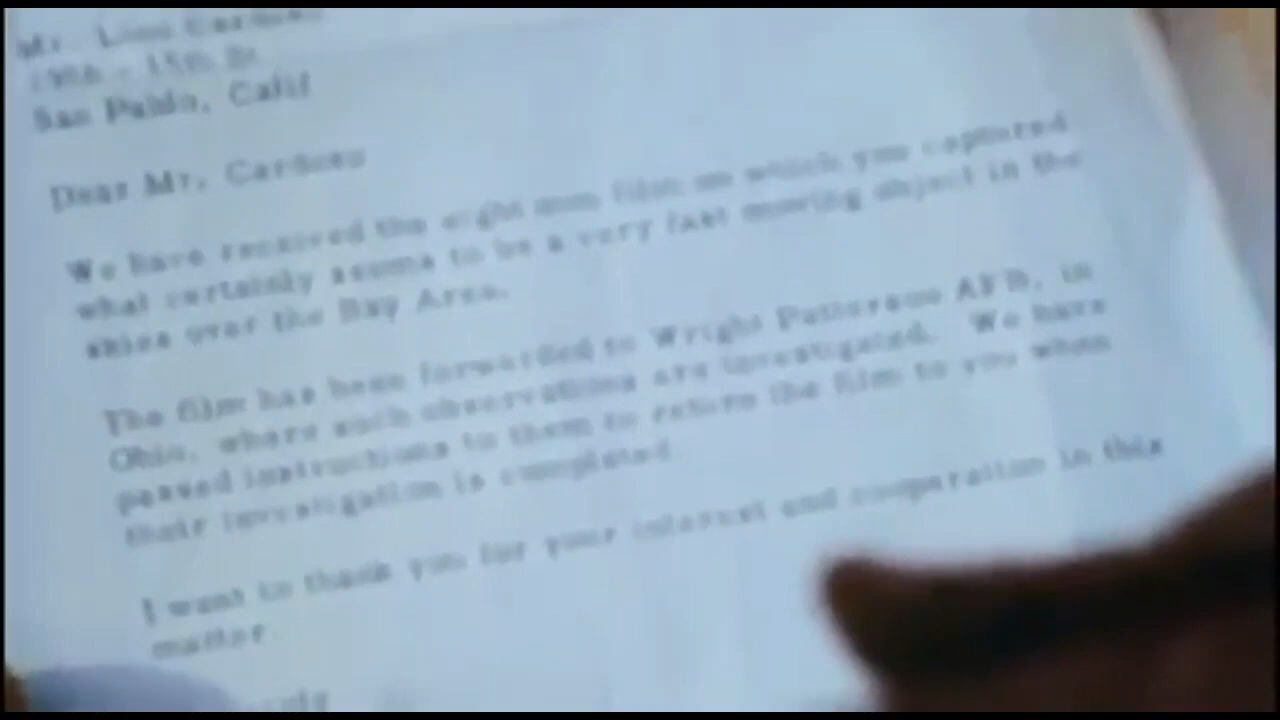 Mr.
San Pablo, Calif
Dear Mr.
We have received the eight mm film on which you captured
what certainly seems to be a very fast moving object in the
skies over the Bay Area.
The film has been forwarded to Wright Patterson AFB, in
Ohio, where such observations are investigated. We have
passed instructions to them to return the film to you when
their investigation is completed.
I want to thank you for your interest and cooperation in this
matter.